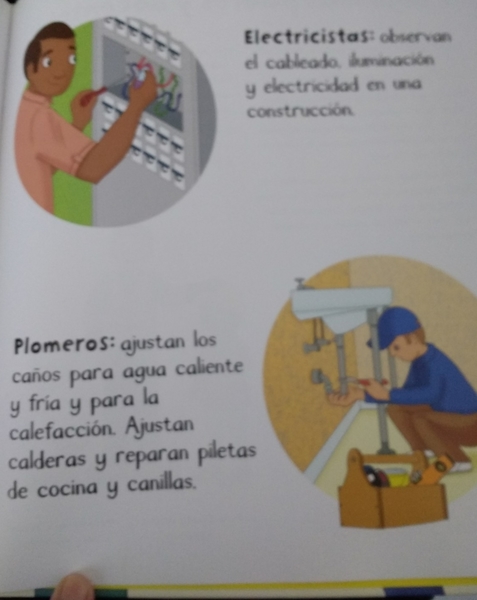 Electricistas: observan
el cableado, iluminación
y electricidad en una
construcción.
Plomeros: ajustan los
caños para agua caliente
y fría y para la
calefacción. Ajustan
calderas y reparan piletas
de cocina y canillas.